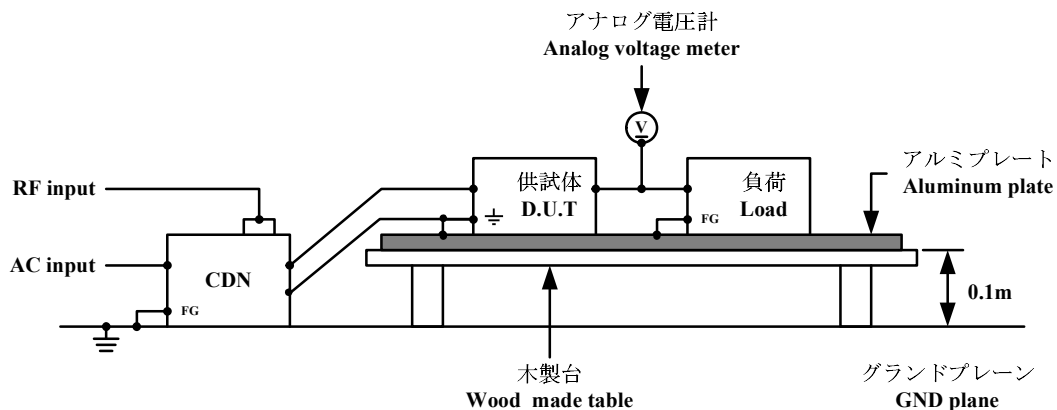 アナログ電圧計
Analog voltage meter
V
RF input
供試体
D.U.T
負荷
Load
アルミプレート
Aluminum plate
FG
AC input
CDN
FG
0.1m
木製台
Wood made table
グランドプレーン
GND plane